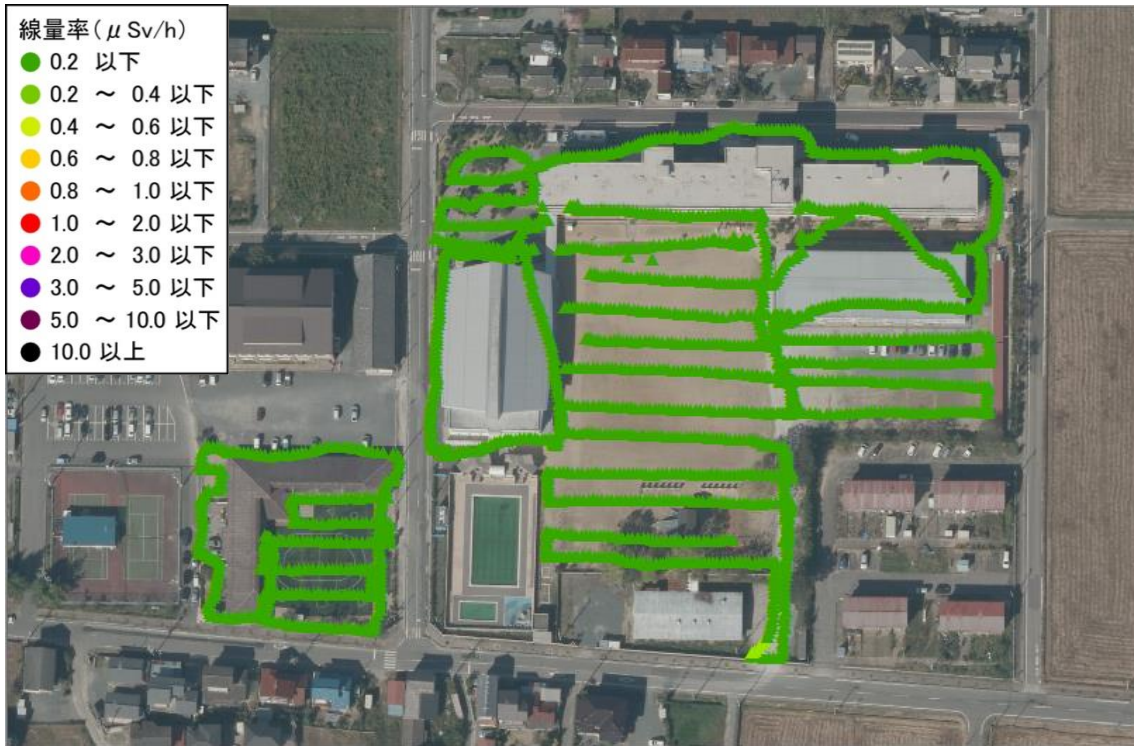 線量率(μSv/h)
0.2 以下
0.2 ～ 0.4 以下
0.4 ～ 0.6 以下
0.6 ～ 0.8 以下
0.8 ～ 1.0 以下
1.0 ～ 2.0 以下
2.0 ～ 3.0 以下
3.0 ～ 5.0 以下
5.0 ～ 10.0 以下
10.0 以上